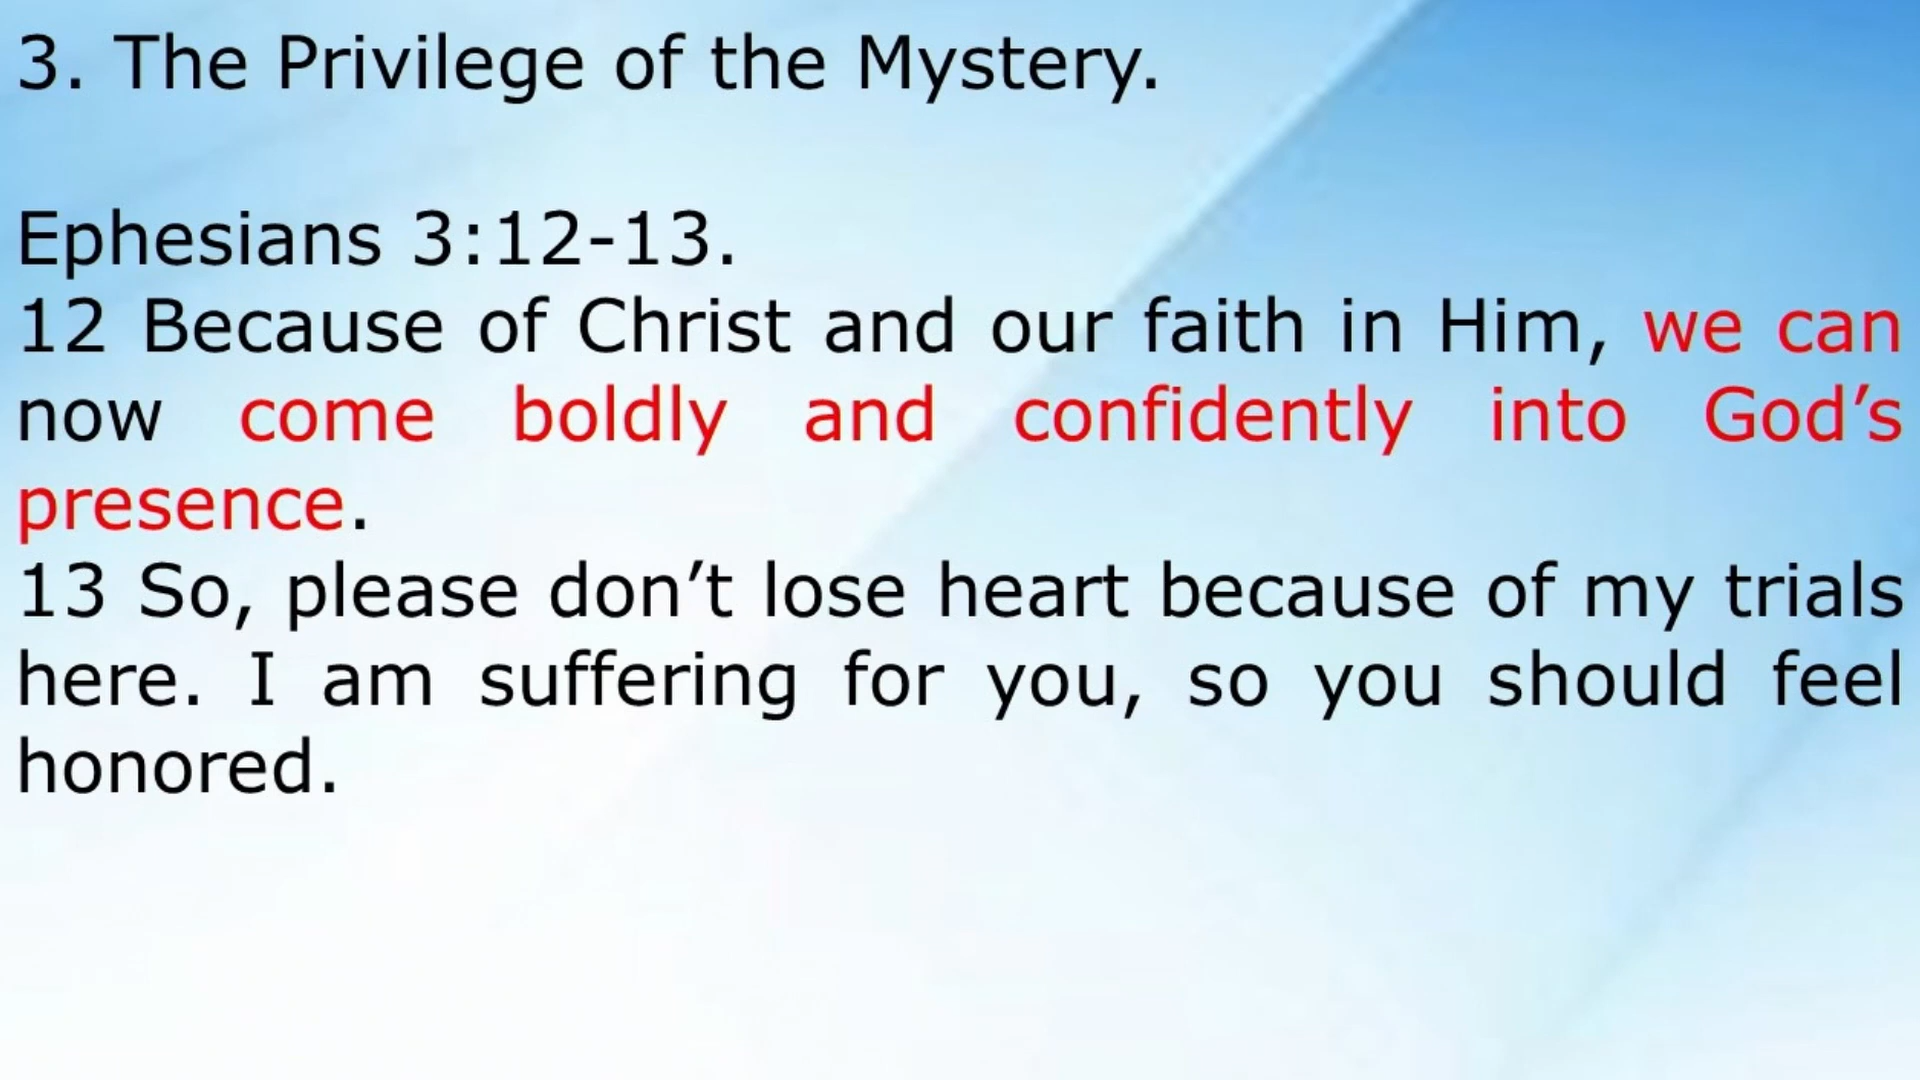 3. The Privilege of the Mystery.
Ephesians 3:12-13.
12 Because of Christ and our faith in Him, we can
now come boldly and confidently into God’s
presence.
13 So, please don’t lose heart because of my trials
here. I am suffering for you, so you should feel
honored.